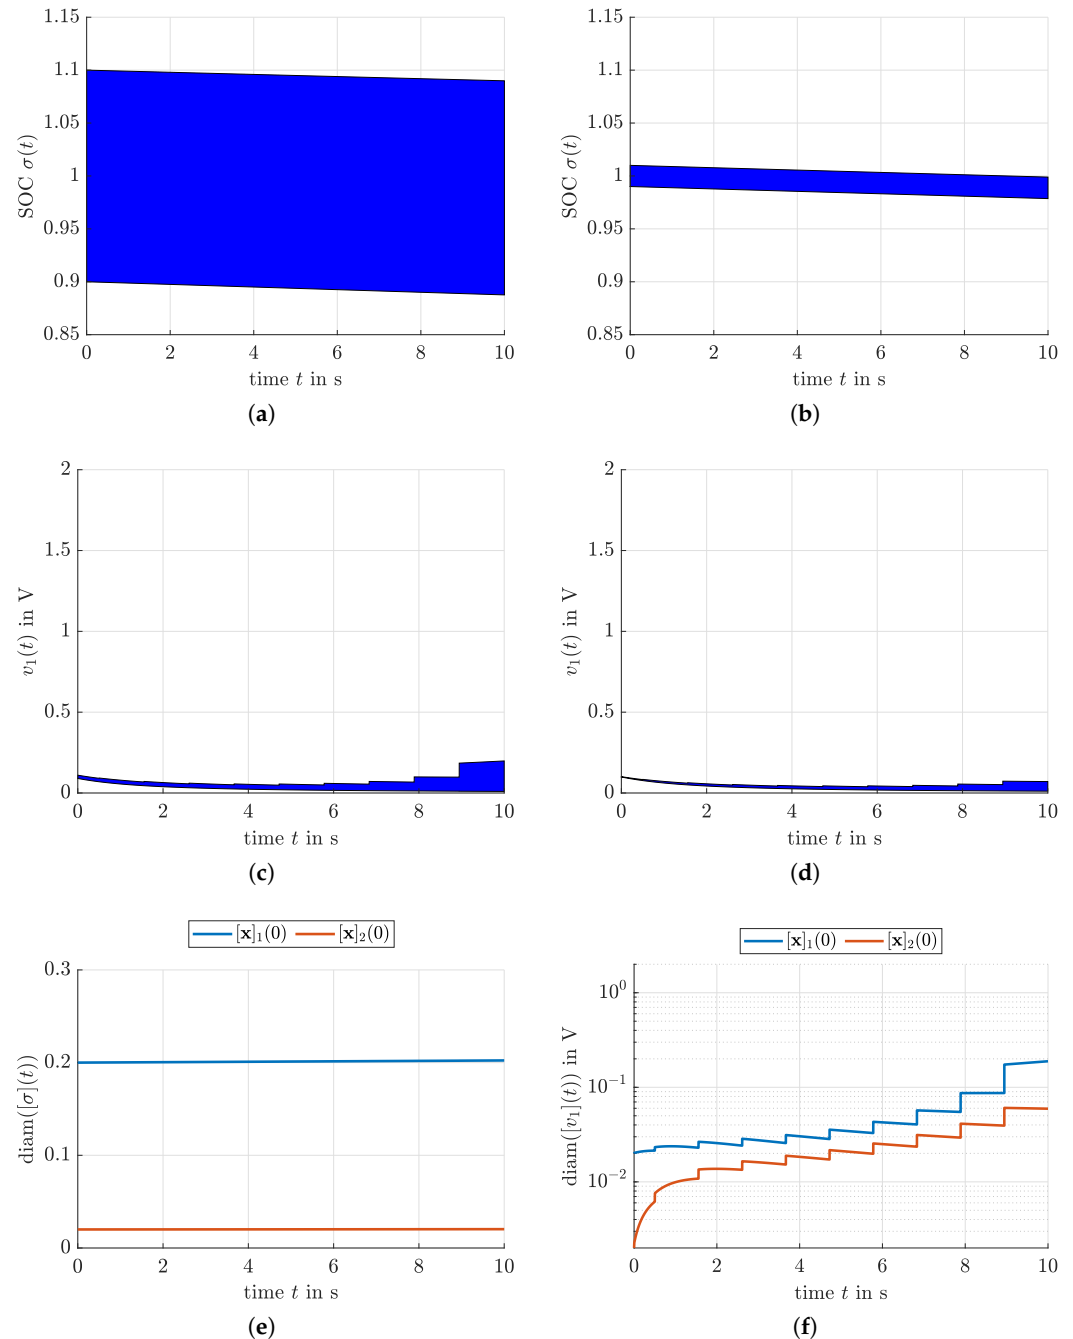 1.15
1.1
1.05
1
0.95
0.9
0.85
SOC σ(t)
0 2 4 6 8 10
time t in s
(a)
1.15
1.1
1.05
1
0.95
0.9
0.85
SOC σ(t)
0 2 4 6 8 10
time t in s
(b)
2
1.5
1
0.5
0
v₁(t) in V
0 2 4 6 8 10
time t in s
(c)
2
1.5
1
0.5
0
v₁(t) in V
0 2 4 6 8 10
time t in s
(d)
[x]₁(0) [x]₂(0)
0.3
0.2
0.1
0
diam([σ](t))
0 2 4 6 8 10
time t in s
(e)
[x]₁(0) [x]₂(0)
10⁰
10⁻¹
10⁻²
diam([v₁](t)) in V
0 2 4 6 8 10
time t in s
(f)